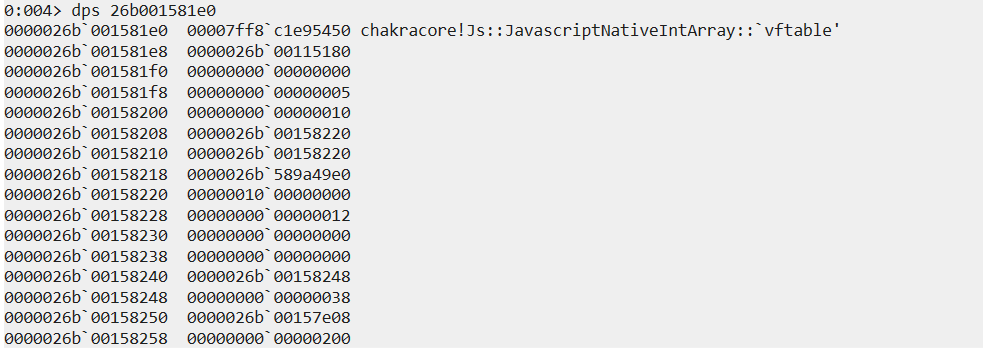 0:004> dps 26b001581e0
0000026b`001581e0  00007ff8`c1e95450 chakracore!Js::JavascriptNativeIntArray::`vftable'
0000026b`001581e8  0000026b`00115180
0000026b`001581f0  00000000`00000000
0000026b`001581f8  00000000`00000005
0000026b`00158200  00000000`00000010
0000026b`00158208  0000026b`00158220
0000026b`00158210  0000026b`00158220
0000026b`00158218  0000026b`589a49e0
0000026b`00158220  00000010`00000000
0000026b`00158228  00000000`00000012
0000026b`00158230  00000000`00000000
0000026b`00158238  00000000`00000000
0000026b`00158240  0000026b`00158248
0000026b`00158248  00000000`00000038
0000026b`00158250  0000026b`00157e08
0000026b`00158258  00000000`00000200